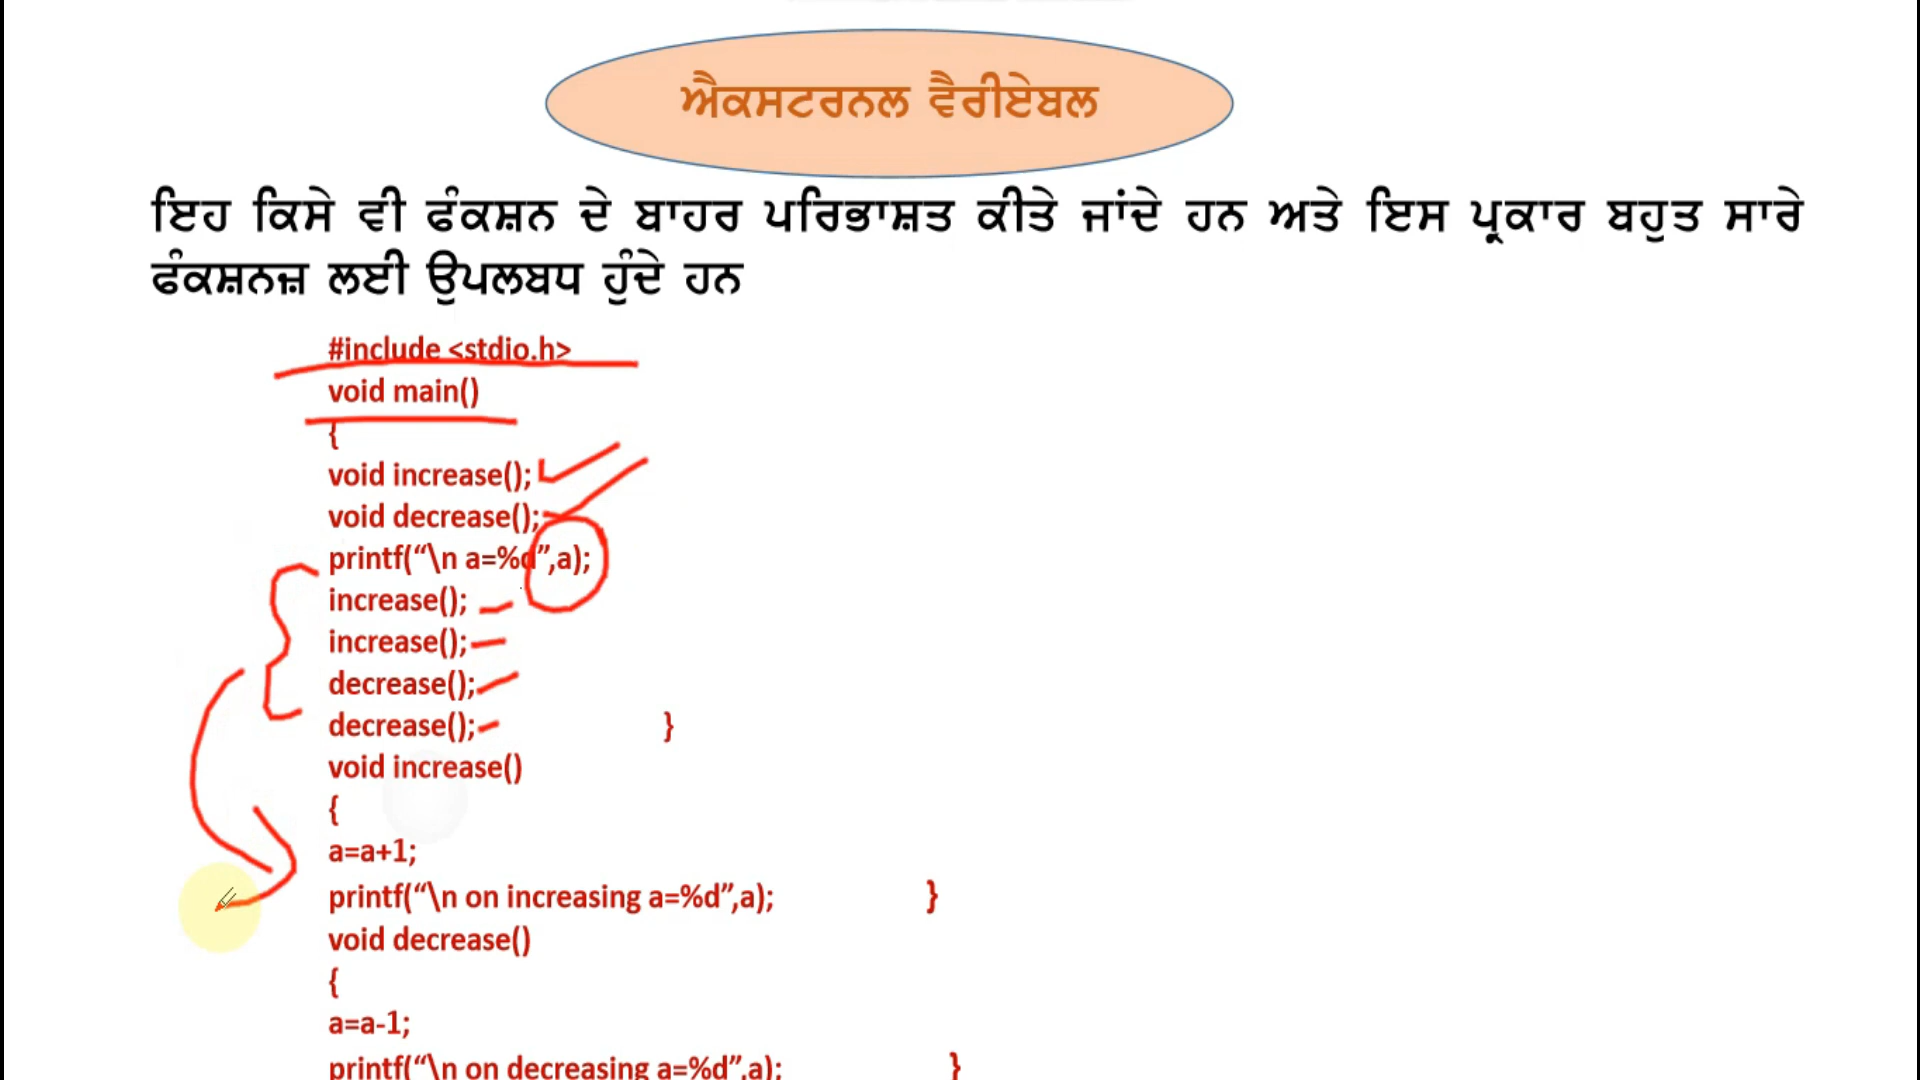 ਐਕਸਟਰਨਲ ਵੈਰੀਏਬਲ
ਇਹ ਕਿਸੇ ਵੀ ਫੰਕਸ਼ਨ ਦੇ ਬਾਹਰ ਪਰਿਭਾਸ਼ਤ ਕੀਤੇ ਜਾਂਦੇ ਹਨ ਅਤੇ ਇਸ ਪ੍ਰਕਾਰ ਬਹੁਤ ਸਾਰੇ
ਫੰਕਸ਼ਨਜ਼ ਲਈ ਉਪਲਬਧ ਹੁੰਦੇ ਹਨ
#include <stdio.h>
void main()
{
void increase();
void decrease();
printf(“\n a=%d”,a);
increase();
increase();
decrease();
decrease(); }
void increase()
{
a=a+1;
printf(“\n on increasing a=%d”,a); }
void decrease()
{
a=a-1;
printf(“\n on decreasing a=%d”,a); }